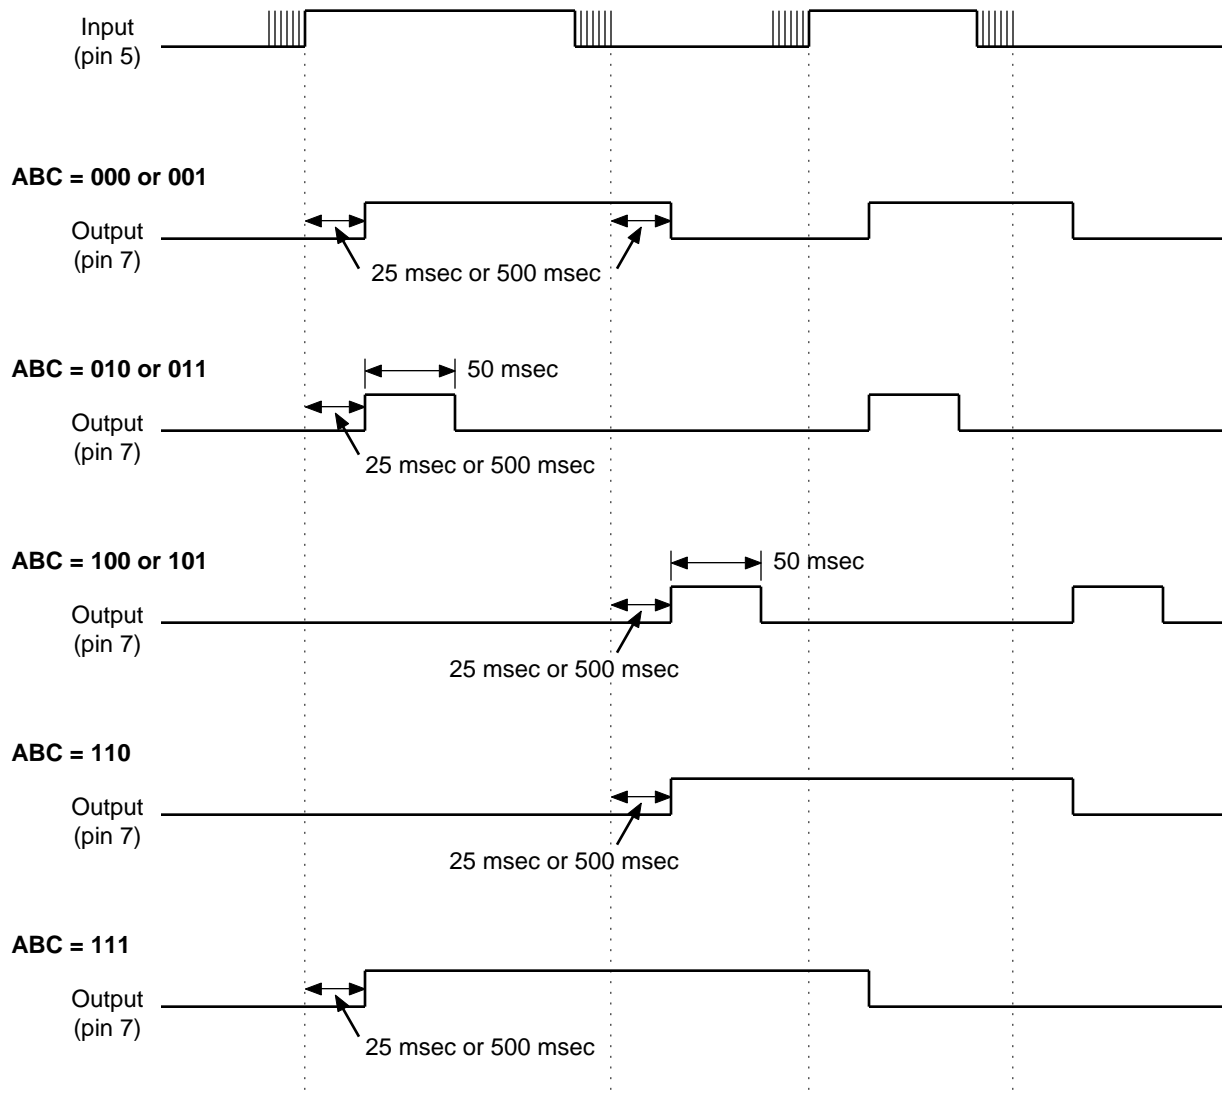 Input
(pin 5)
ABC = 000 or 001
Output
(pin 7)
25 msec or 500 msec
ABC = 010 or 011
50 msec
Output
(pin 7)
25 msec or 500 msec
ABC = 100 or 101
50 msec
Output
(pin 7)
25 msec or 500 msec
ABC = 110
Output
(pin 7)
25 msec or 500 msec
ABC = 111
Output
(pin 7)
25 msec or 500 msec